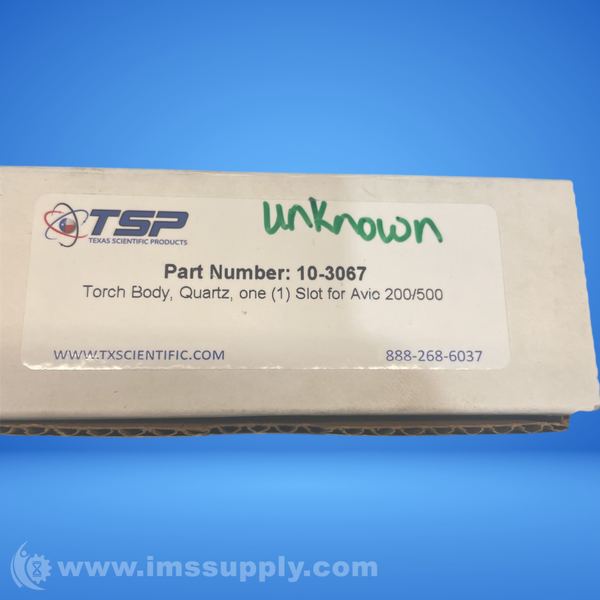 TSP
TEXAS SCIENTIFIC PRODUCTS
unknown
Part Number: 10-3067
Torch Body, Quartz, one (1) Slot for Avio 200/500
WWW.TXSCIENTIFIC.COM 888-268-6037
www.imssupply.com